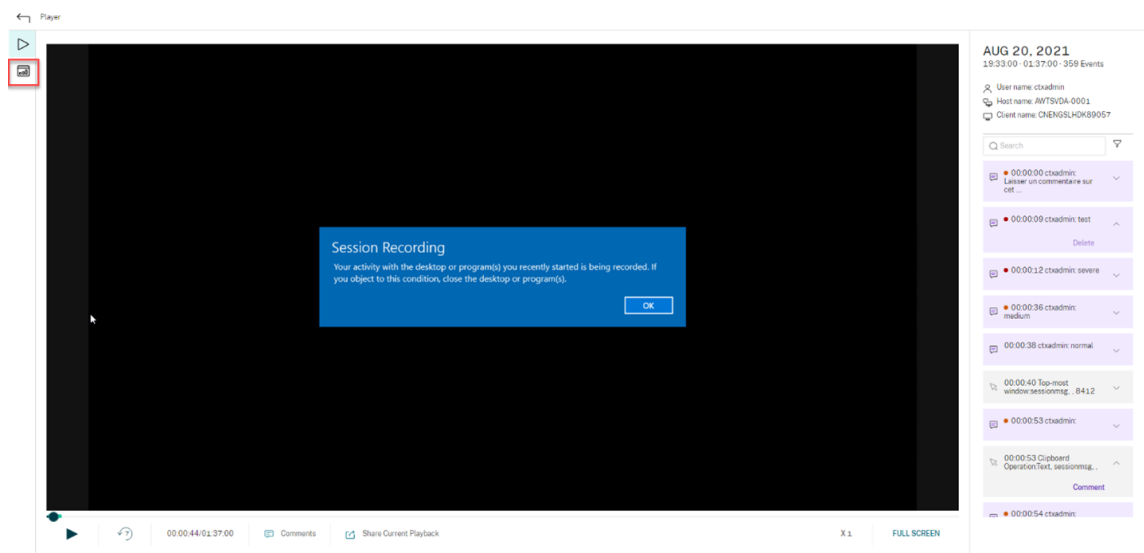 Player
AUG 20, 2021
19:33:00 - 01:37:00 - 359 Events
User name: ctxadmin
Host name: AWTSVDA-0001
Client name: CNENGSLHDK89057
Search
00:00:00 ctxadmin:
Laisser un commentaire sur
cet ...
00:00:09 ctxadmin: test
Delete
00:00:12 ctxadmin: severe
00:00:36 ctxadmin:
medium
00:00:38 ctxadmin: normal
00:00:40 Top-most
window:sessionmsg, , 8412
00:00:53 ctxadmin:
00:00:53 Clipboard
Operation:Text, sessionmsg, .
Comment
00:00:54 ctxadmin:
Session Recording
Your activity with the desktop or program(s) you recently started is being recorded. If
you object to this condition, close the desktop or program(s).
OK
7
00:00:44/01:37:00
Comments
Share Current Playback
X 1
FULL SCREEN